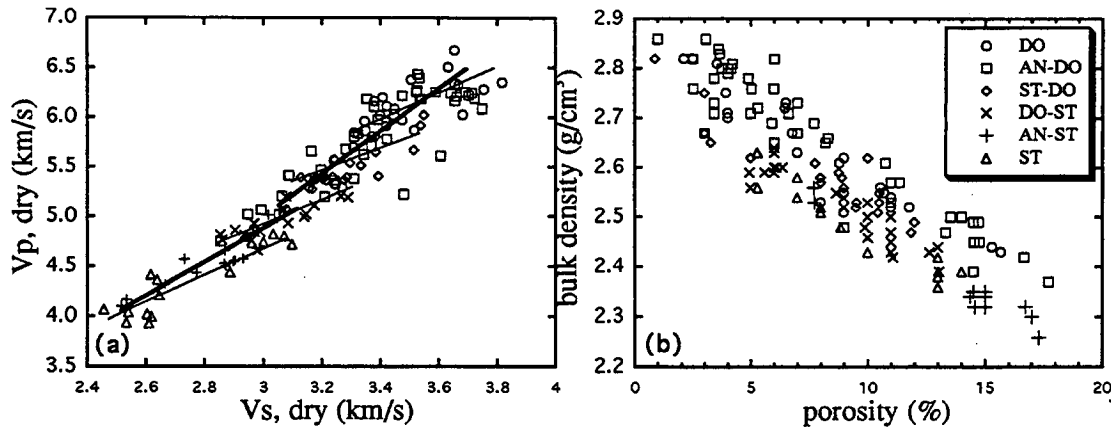 7.0
6.5
6.0
5.5
5.0
4.5
4.0
3.5
Vp, dry (km/s)
(a)
2.4 2.6 2.8 3 3.2 3.4 3.6 3.8 4
Vs, dry (km/s)
2.9
2.8
2.7
2.6
2.5
2.4
2.3
2.2
bulk density (g/cm³)
(b)
0 5 10 15 20
porosity (%)
DO
AN-DO
ST-DO
DO-ST
AN-ST
ST